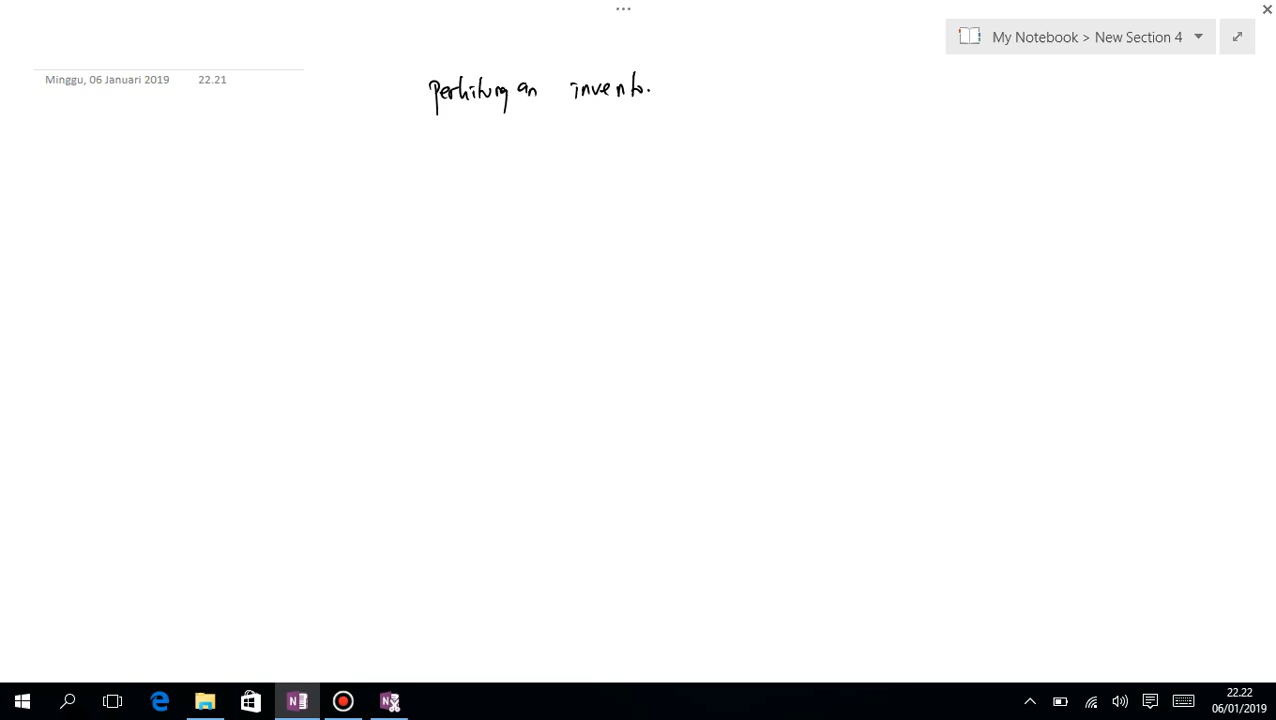 My Notebook > New Section 4
Minggu, 06 Januari 2019 22.21
perhitungan invento.
22.22
06/01/2019